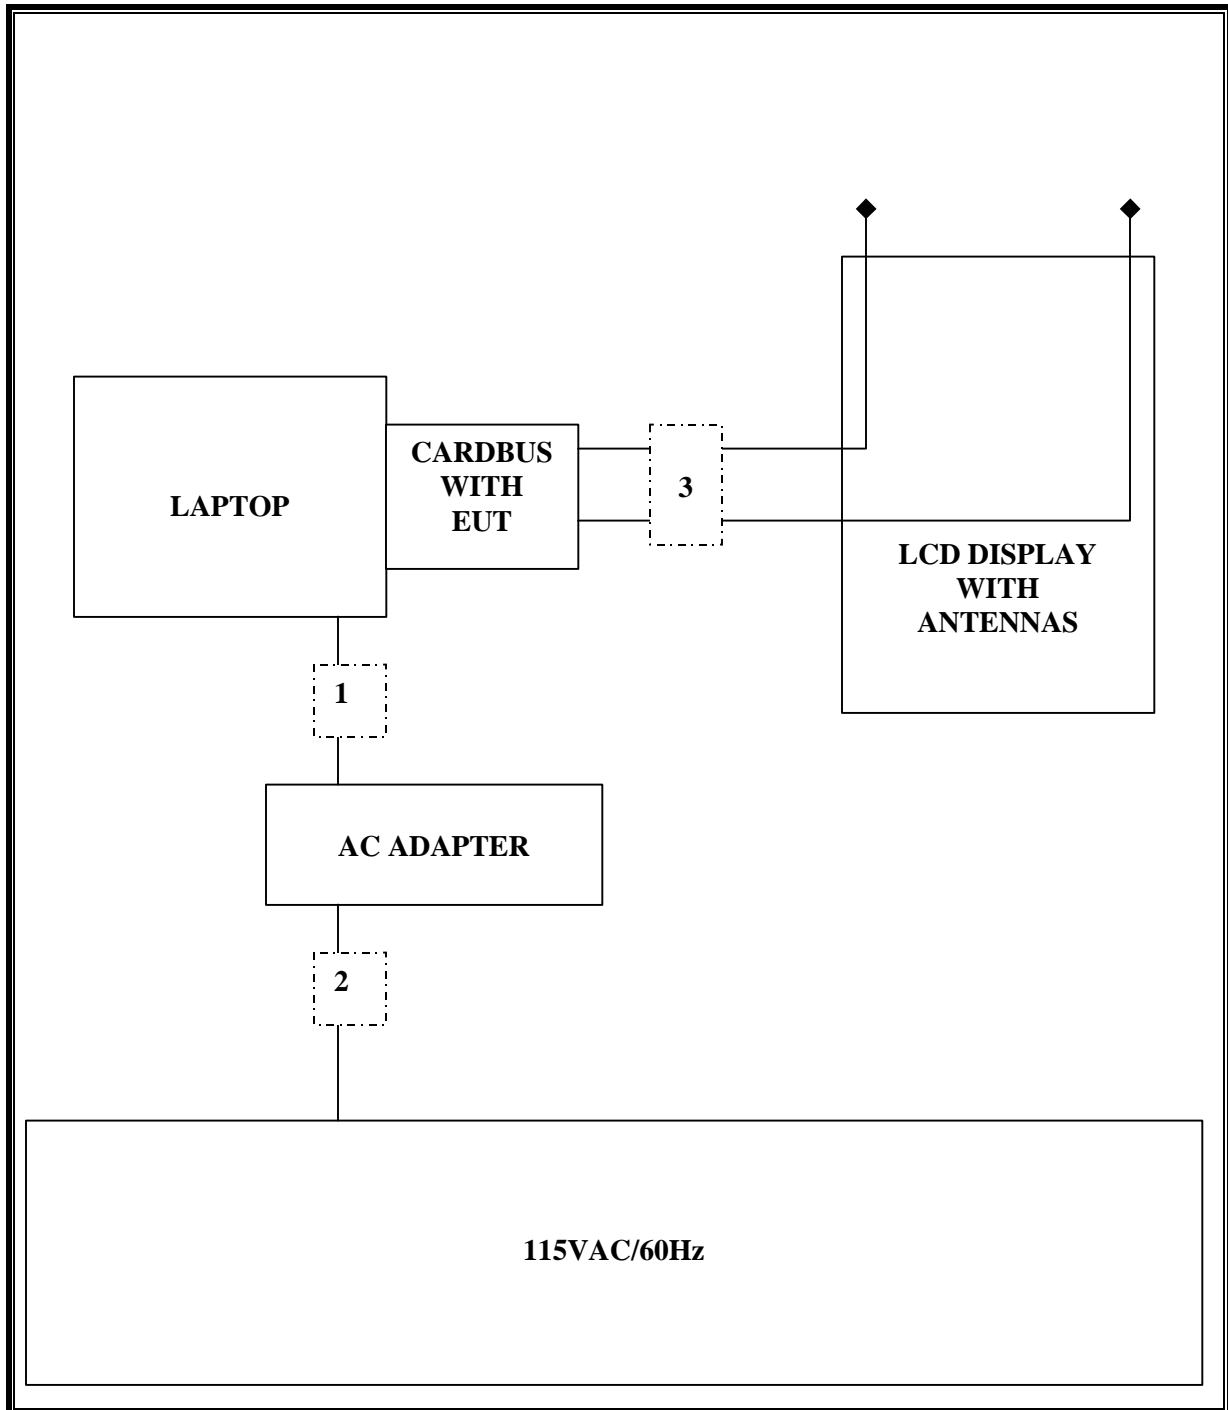 LAPTOP
CARDBUS
WITH
EUT
3
LCD DISPLAY
WITH
ANTENNAS
1
AC ADAPTER
2
115VAC/60Hz